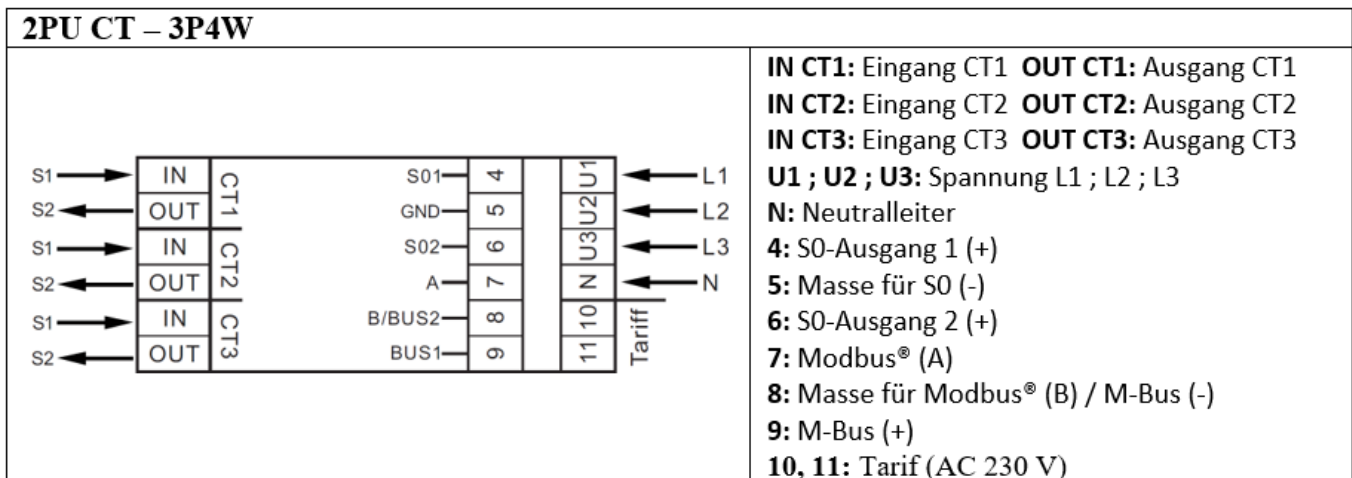 2PU CT – 3P4W
S1 IN CT1 S01 4 U1 L1
S2 OUT GND 5 U2 L2
S1 IN CT2 S02 6 U3 L3
S2 OUT A 7 N N
S1 IN CT3 B/BUS2 8 10 Tariff
S2 OUT BUS1 9 11
IN CT1: Eingang CT1 OUT CT1: Ausgang CT1
IN CT2: Eingang CT2 OUT CT2: Ausgang CT2
IN CT3: Eingang CT3 OUT CT3: Ausgang CT3
U1 ; U2 ; U3: Spannung L1 ; L2 ; L3
N: Neutralleiter
4: S0-Ausgang 1 (+)
5: Masse für S0 (-)
6: S0-Ausgang 2 (+)
7: Modbus® (A)
8: Masse für Modbus® (B) / M-Bus (-)
9: M-Bus (+)
10, 11: Tarif (AC 230 V)